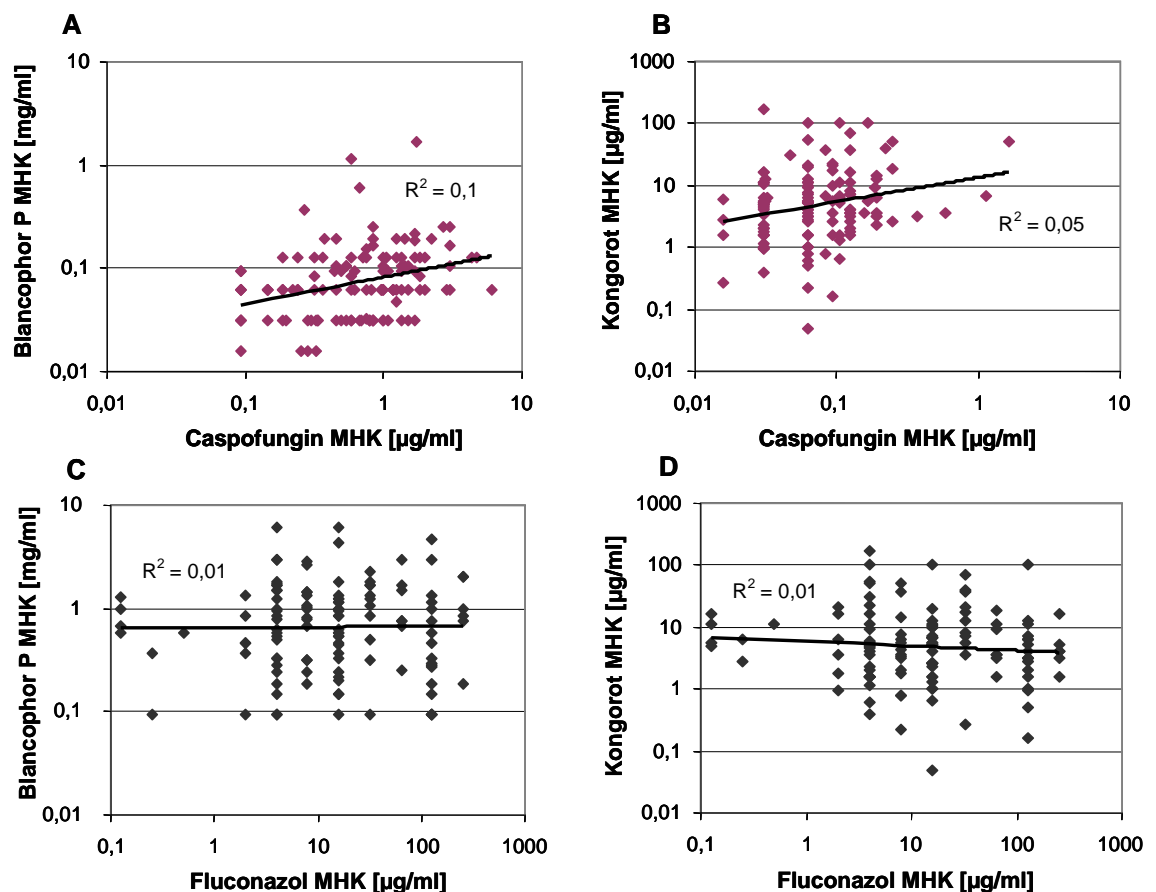 A
Blancophor P MHK [mg/ml]
10
1
0,1
0,01
R² = 0,1
0,01 0,1 1 10
Caspofungin MHK [µg/ml]
B
Kongorot MHK [µg/ml]
1000
100
10
1
0,1
0,01
R² = 0,05
0,01 0,1 1 10
Caspofungin MHK [µg/ml]
C
Blancophor P MHK [mg/ml]
10
1
0,1
0,01
R² = 0,01
0,1 1 10 100 1000
Fluconazol MHK [µg/ml]
D
Kongorot MHK [µg/ml]
1000
100
10
1
0,1
0,01
R² = 0,01
0,1 1 10 100 1000
Fluconazol MHK [µg/ml]